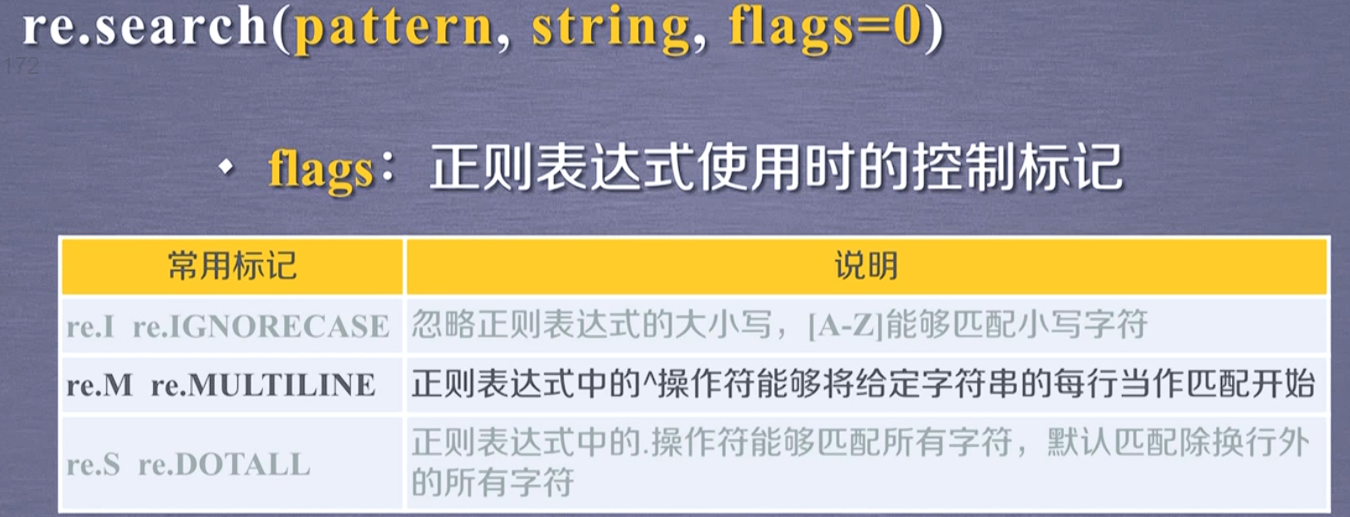 re.search(pattern, string, flags=0)
172
flags：正则表达式使用时的控制标记
常用标记 说明
re.I re.IGNORECASE 忽略正则表达式的大小写，[A-Z]能够匹配小写字符
re.M re.MULTILINE 正则表达式中的^操作符能够将给定字符串的每行当作匹配开始
re.S re.DOTALL 正则表达式中的.操作符能够匹配所有字符，默认匹配除换行外
的所有字符